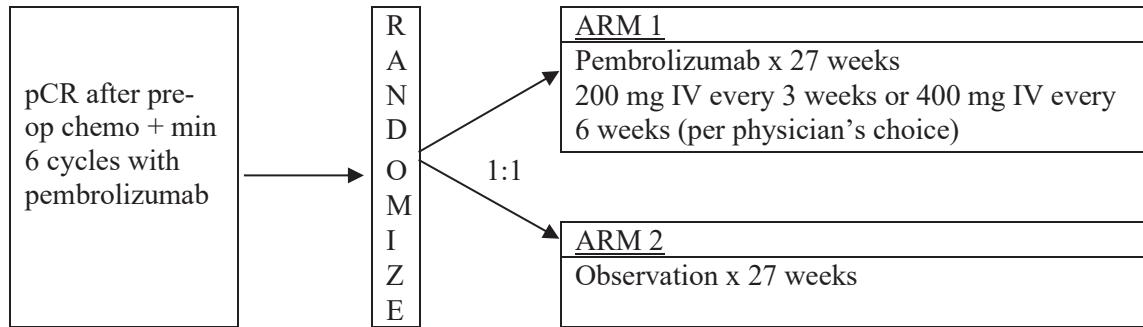 pCR after pre-
op chemo + min
6 cycles with
pembrolizumab
R
A
N
D
O
M
I
Z
E
1:1
ARM 1
Pembrolizumab x 27 weeks
200 mg IV every 3 weeks or 400 mg IV every
6 weeks (per physician’s choice)
ARM 2
Observation x 27 weeks